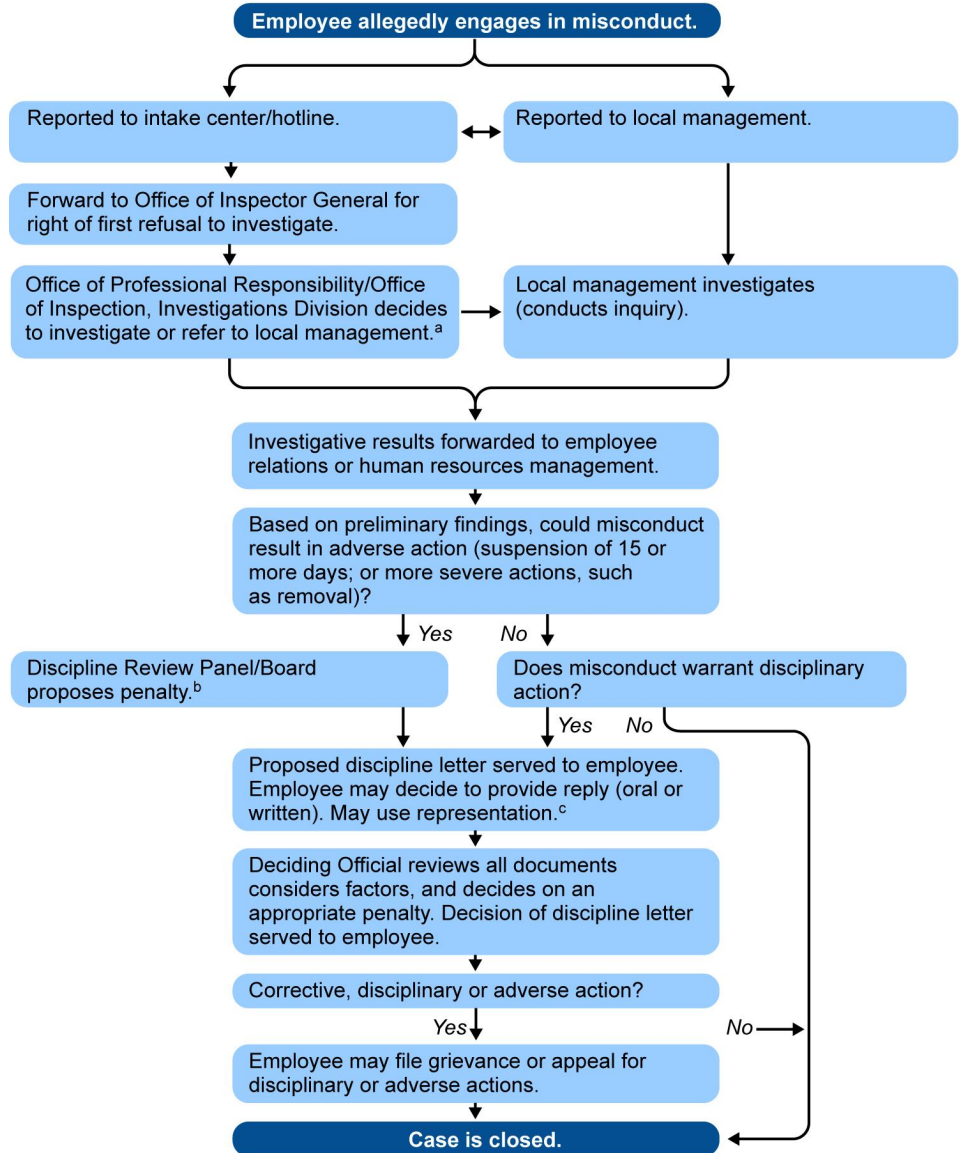 Employee allegedly engages in misconduct.
Reported to intake center/hotline.
Reported to local management.
Forward to Office of Inspector General for
right of first refusal to investigate.
Office of Professional Responsibility/Office
of Inspection, Investigations Division decides
to investigate or refer to local management.a
Local management investigates
(conducts inquiry).
Investigative results forwarded to employee
relations or human resources management.
Based on preliminary findings, could misconduct
result in adverse action (suspension of 15 or
more days; or more severe actions, such
as removal)?
Yes
No
Discipline Review Panel/Board
proposes penalty.b
Does misconduct warrant disciplinary
action?
Yes
No
Proposed discipline letter served to employee.
Employee may decide to provide reply (oral or
written). May use representation.c
Deciding Official reviews all documents
considers factors, and decides on an
appropriate penalty. Decision of discipline letter
served to employee.
Corrective, disciplinary or adverse action?
Yes
No
Employee may file grievance or appeal for
disciplinary or adverse actions.
Case is closed.